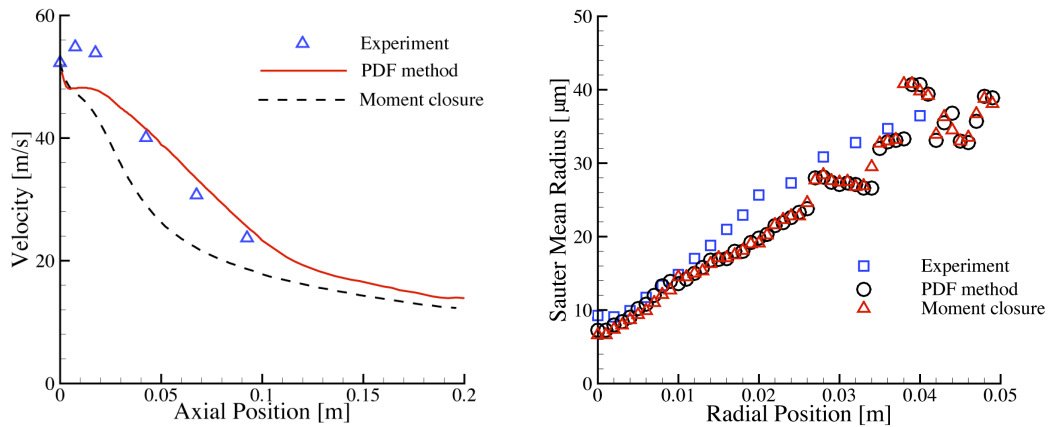 60
40
20
0
Velocity [m/s]
0
0.05
0.1
0.15
0.2
Axial Position [m]
Experiment
PDF method
Moment closure
50
40
30
20
10
0
Sauter Mean Radius [µm]
0
0.01
0.02
0.03
0.04
0.05
Radial Position [m]
Experiment
PDF method
Moment closure